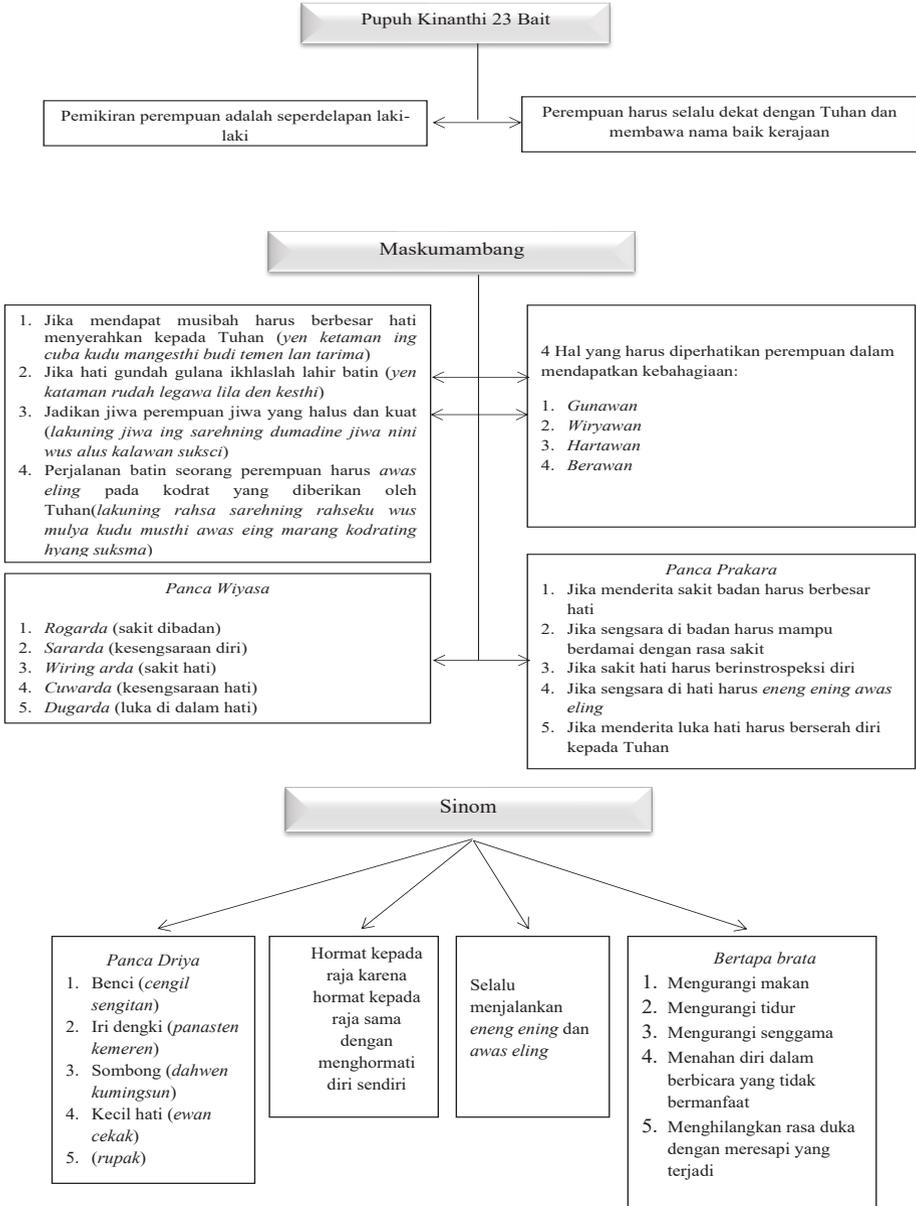 Pupuh Kinanthi 23 Bait
Pemikiran perempuan adalah seperdelapan laki-
laki
Perempuan harus selalu dekat dengan Tuhan dan
membawa nama baik kerajaan
Maskumambang
1. Jika mendapat musibah harus berbesar hati
menyerahkan kepada Tuhan (yen ketaman ing
cuba kudu mangesthi budi temen lan tarima)
2. Jika hati gundah gulana ikhlaslah lahir batin (yen
kataman rudah legawa lila den kesthi)
3. Jadikan jiwa perempuan jiwa yang halus dan kuat
(lakuning jiwa ing sarehning dumadine jiwa nini
wus alus kalawan suksci)
4. Perjalanan batin seorang perempuan harus awas
eling pada kodrat yang diberikan oleh
Tuhan(lakuning rahsa sarehning rahseku wus
mulya kudu musthi awas eing marang kodrating
hyang suksma)
4 Hal yang harus diperhatikan perempuan dalam
mendapatkan kebahagiaan:
1. Gunawan
2. Wiryawan
3. Hartawan
4. Berawan
Panca Wiyasa
1. Rogarda (sakit dibadan)
2. Sararda (kesengsaraan diri)
3. Wiring arda (sakit hati)
4. Cuwarda (kesengsaraan hati)
5. Dugarda (luka di dalam hati)
Panca Prakara
1. Jika menderita sakit badan harus berbesar
hati
2. Jika sengsara di badan harus mampu
berdamai dengan rasa sakit
3. Jika sakit hati harus berinstrospeksi diri
4. Jika sengsara di hati harus eneng ening awas
eling
5. Jika menderita luka hati harus berserah diri
kepada Tuhan
Sinom
Panca Driya
1. Benci (cengil
sengitan)
2. Iri dengki (panasten
kemeren)
3. Sombong (dahwen
kumingsun)
4. Kecil hati (ewan
cekak)
5. (rupak)
Hormat kepada
raja karena
hormat kepada
raja sama
dengan
menghormati
diri sendiri
Selalu
menjalankan
eneng ening dan
awas eling
Bertapa brata
1. Mengurangi makan
2. Mengurangi tidur
3. Mengurangi senggama
4. Menahan diri dalam
berbicara yang tidak
bermanfaat
5. Menghilangkan rasa duka
dengan meresapi yang
terjadi